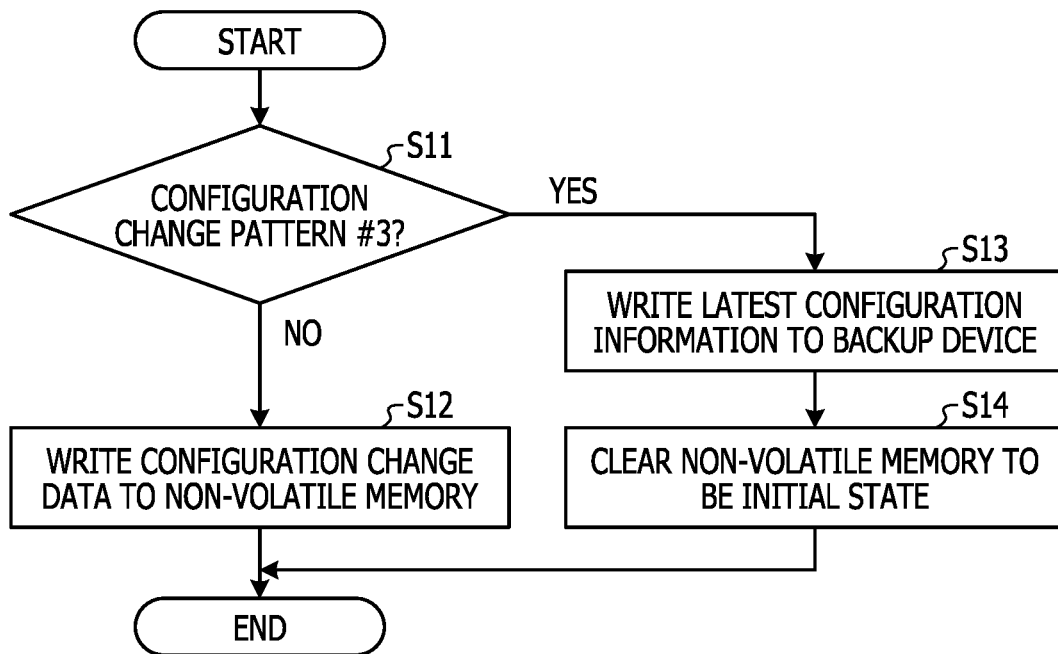 START
S11
CONFIGURATION
CHANGE PATTERN #3?
YES
NO
S13
WRITE LATEST CONFIGURATION
INFORMATION TO BACKUP DEVICE
S12
WRITE CONFIGURATION CHANGE
DATA TO NON-VOLATILE MEMORY
S14
CLEAR NON-VOLATILE MEMORY TO
BE INITIAL STATE
END